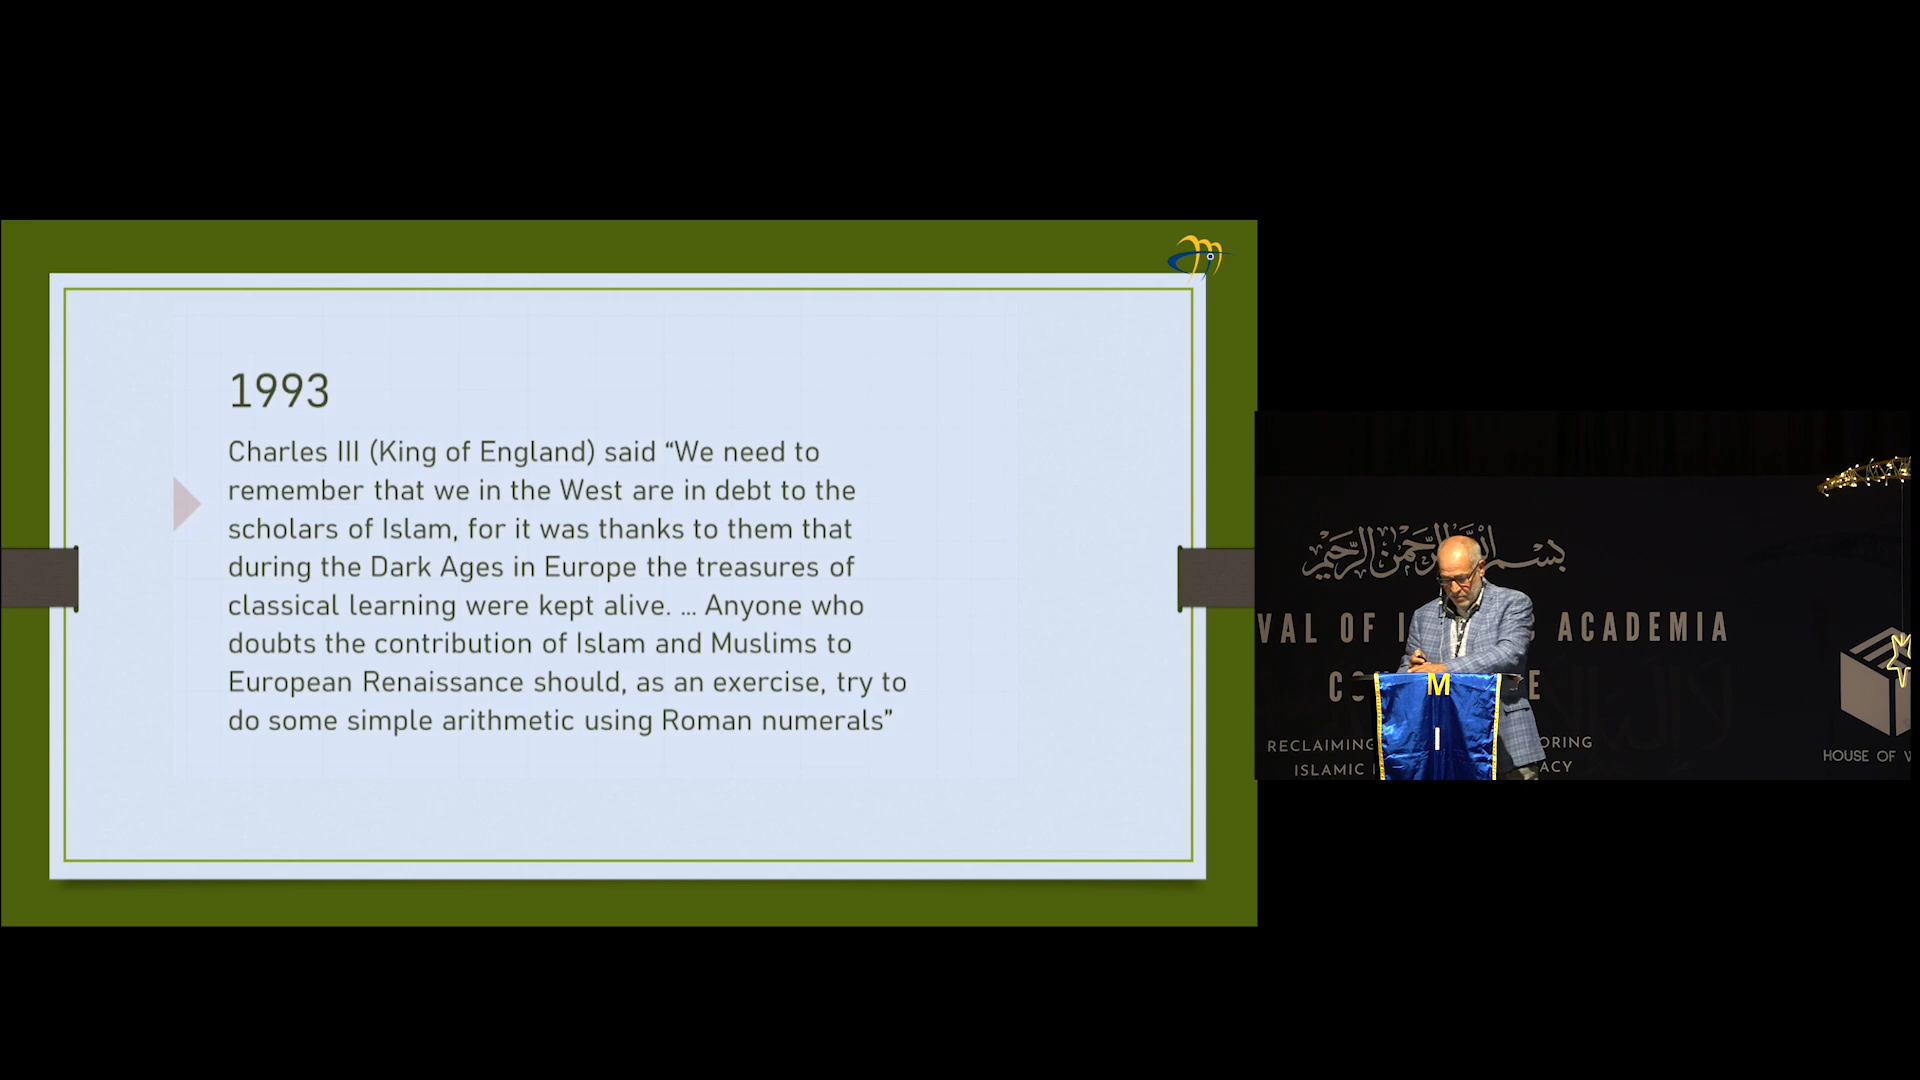 1993
Charles III (King of England) said “We need to
remember that we in the West are in debt to the
scholars of Islam, for it was thanks to them that
during the Dark Ages in Europe the treasures of
classical learning were kept alive. ... Anyone who
doubts the contribution of Islam and Muslims to
European Renaissance should, as an exercise, try to
do some simple arithmetic using Roman numerals”
بسم الله الرحمن الرحيم
VAL OF I ACADEMIA
CO E
RECLAIMING ORING
ISLAMIC ACY
HOUSE OF
M